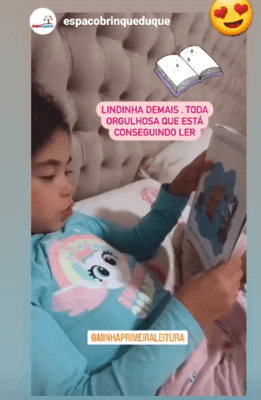 espacobrinqueduque
LINDINHA DEMAIS . TODA
ORGULHOSA QUE ESTÁ
CONSEGUINDO LER
@MINHAPRIMEIRALEITURA